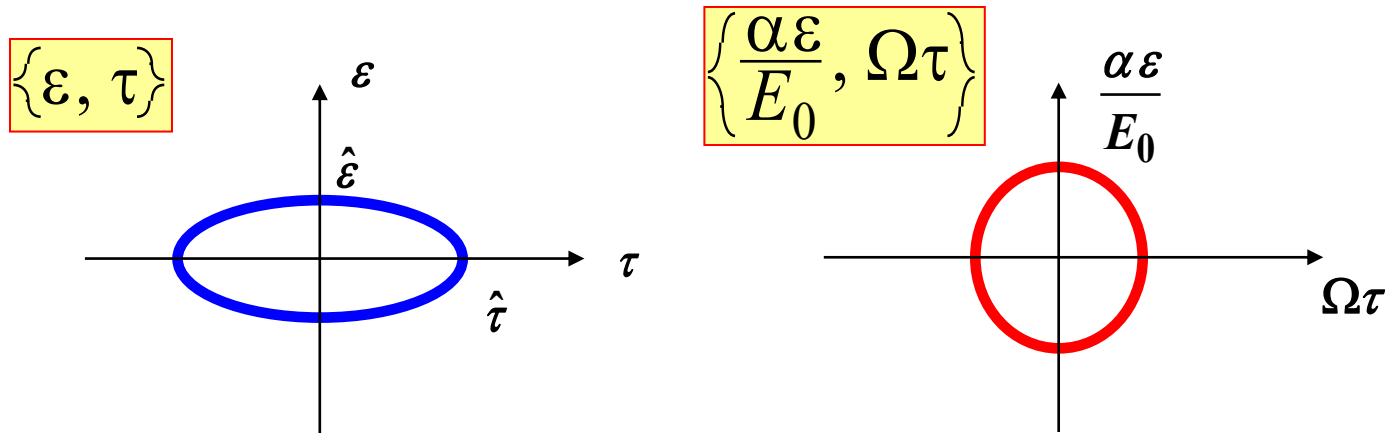 {ε, τ}
ε
ε̂
τ
τ̂
{αε/E₀, Ωτ}
αε/E₀
Ωτ